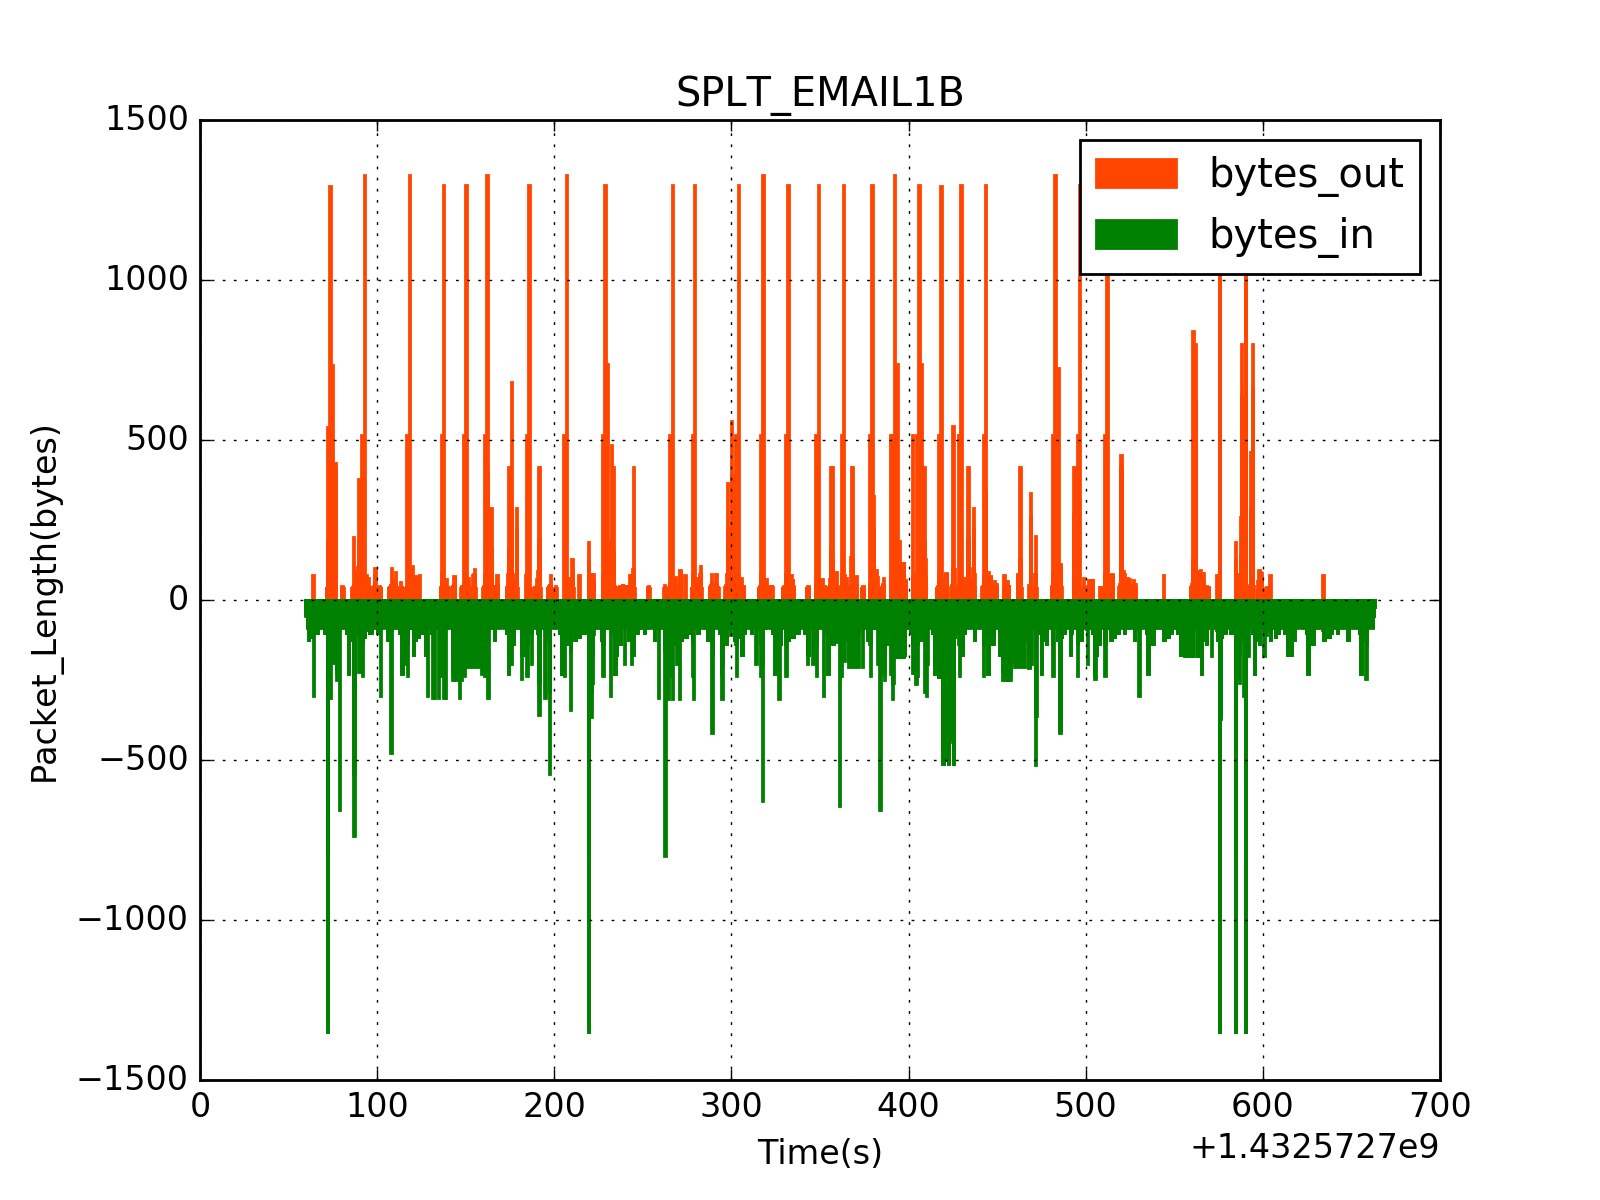 SPLT_EMAIL1B
1500
1000
500
0
−500
−1000
−1500
Packet_Length(bytes)
bytes_out
bytes_in
0 100 200 300 400 500 600 700
Time(s)
+1.4325727e9